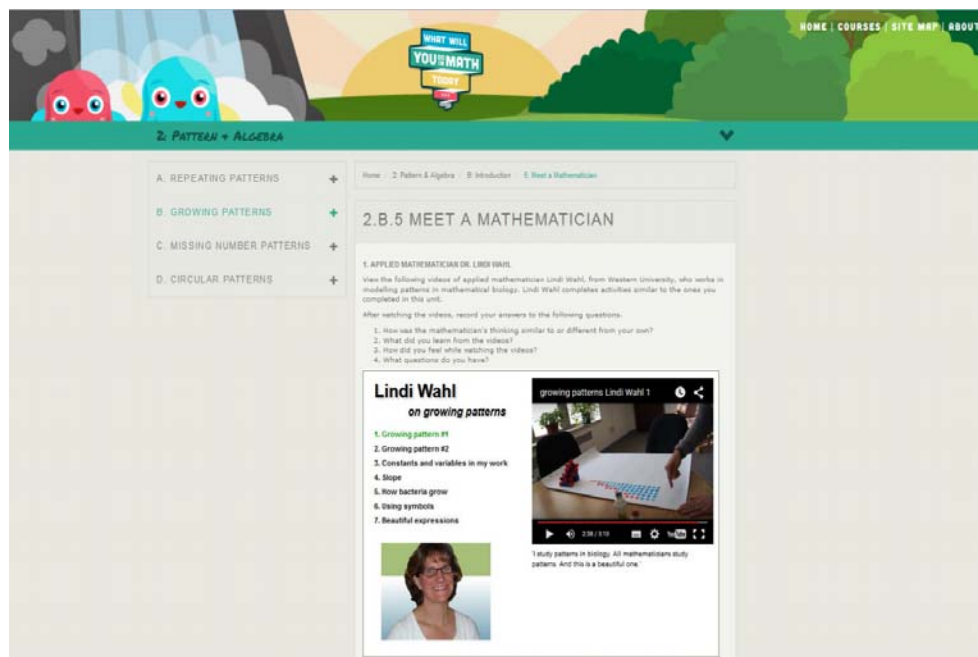 HOME | COURSES | SITE MAP | ABOUT
WHAT WILL
YOU DO IN MATH
TODAY
2: PATTERN + ALGEBRA
A: REPEATING PATTERNS +
B: GROWING PATTERNS +
C. MISSING NUMBER PATTERNS +
D. CIRCULAR PATTERNS +
Home 2: Pattern & Algebra B: Introduction 5: Meet a Mathematician
2.B.5 MEET A MATHEMATICIAN
1. APPLIED MATHEMATICIAN DR. LINDI WAHL
View the following videos of applied mathematician Lindi Wahl, from Western University, who works in
modelling patterns in mathematical biology. Lindi Wahl completes activities similar to the ones you
completed in this unit.
After watching the videos, record your answers to the following questions.
1. How was the mathematician's thinking similar to or different from your own?
2. What did you learn from the videos?
3. How did you feel while watching the videos?
4. What questions do you have?
Lindi Wahl
on growing patterns
1. Growing pattern #1
2. Growing pattern #2
3. Constants and variables in my work
4. Slope
5. How bacteria grow
6. Using symbols
7. Beautiful expressions
growing patterns Lindi Wahl 1
2:58 / 3:10
YouTube
'I study patterns in biology. All mathematicians study
patterns. And this is a beautiful one.'